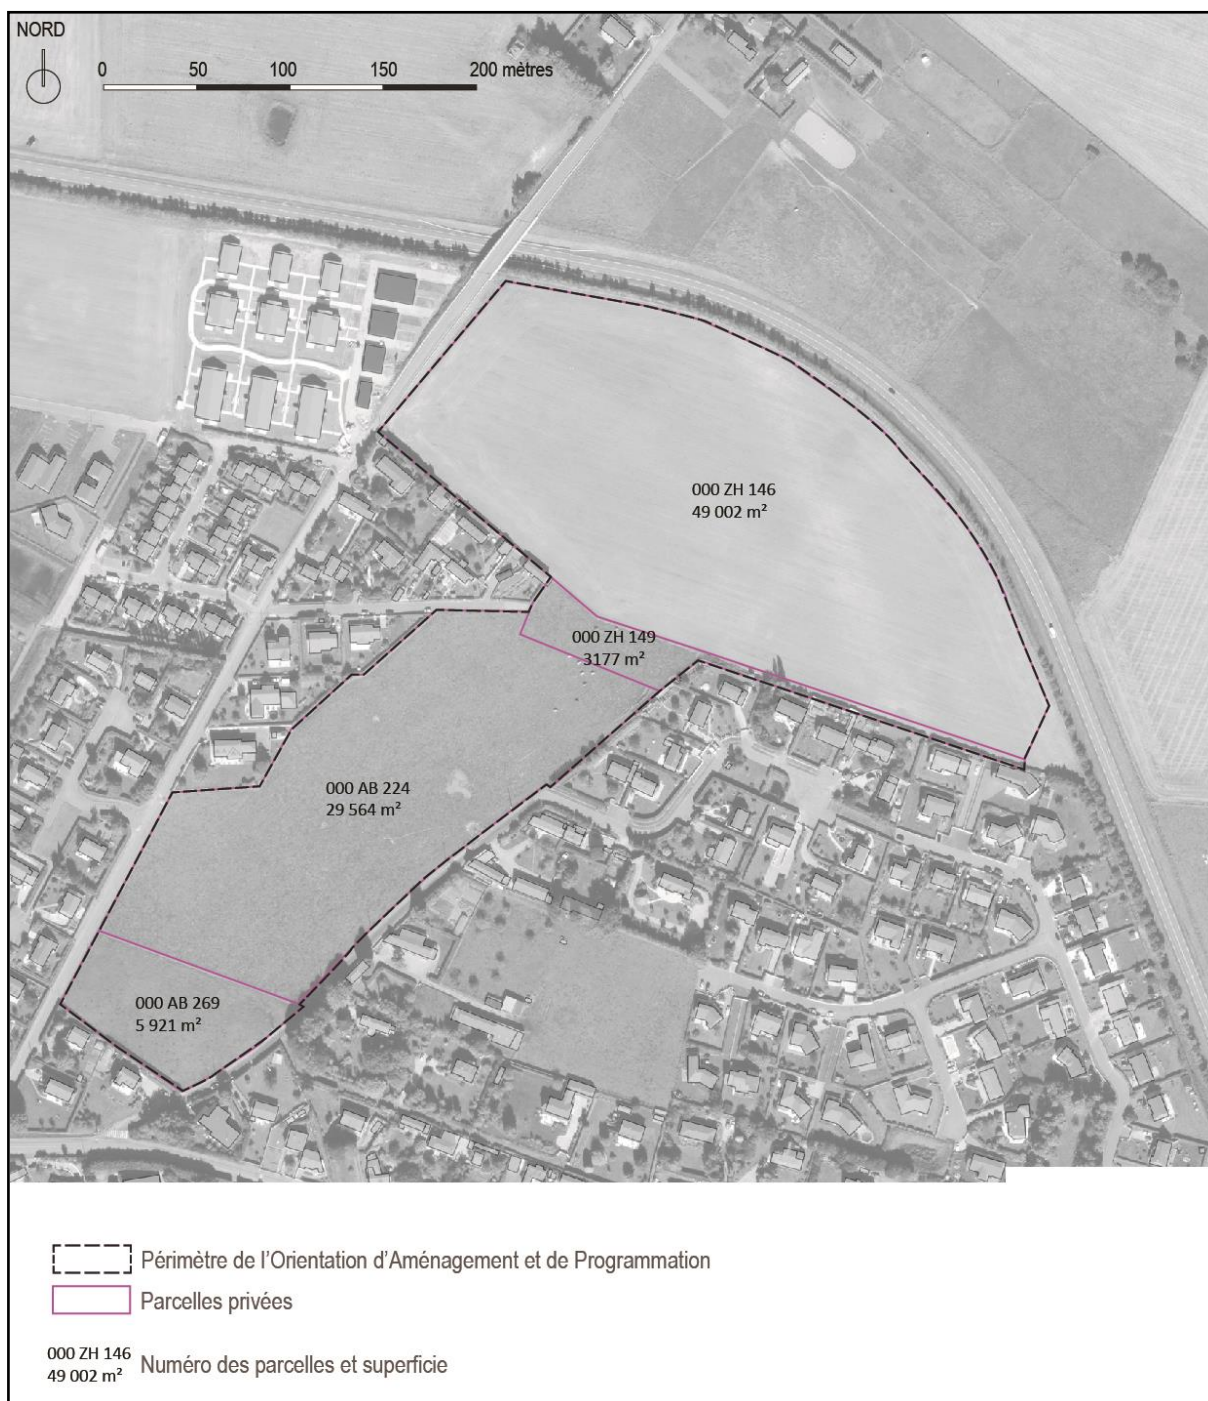 NORD
0 50 100 150 200 mètres
000 ZH 146
49 002 m²
000 ZH 149
3177 m²
000 AB 224
29 564 m²
000 AB 269
5 921 m²
Périmètre de l'Orientation d'Aménagement et de Programmation
Parcelles privées
000 ZH 146
49 002 m²
Numéro des parcelles et superficie